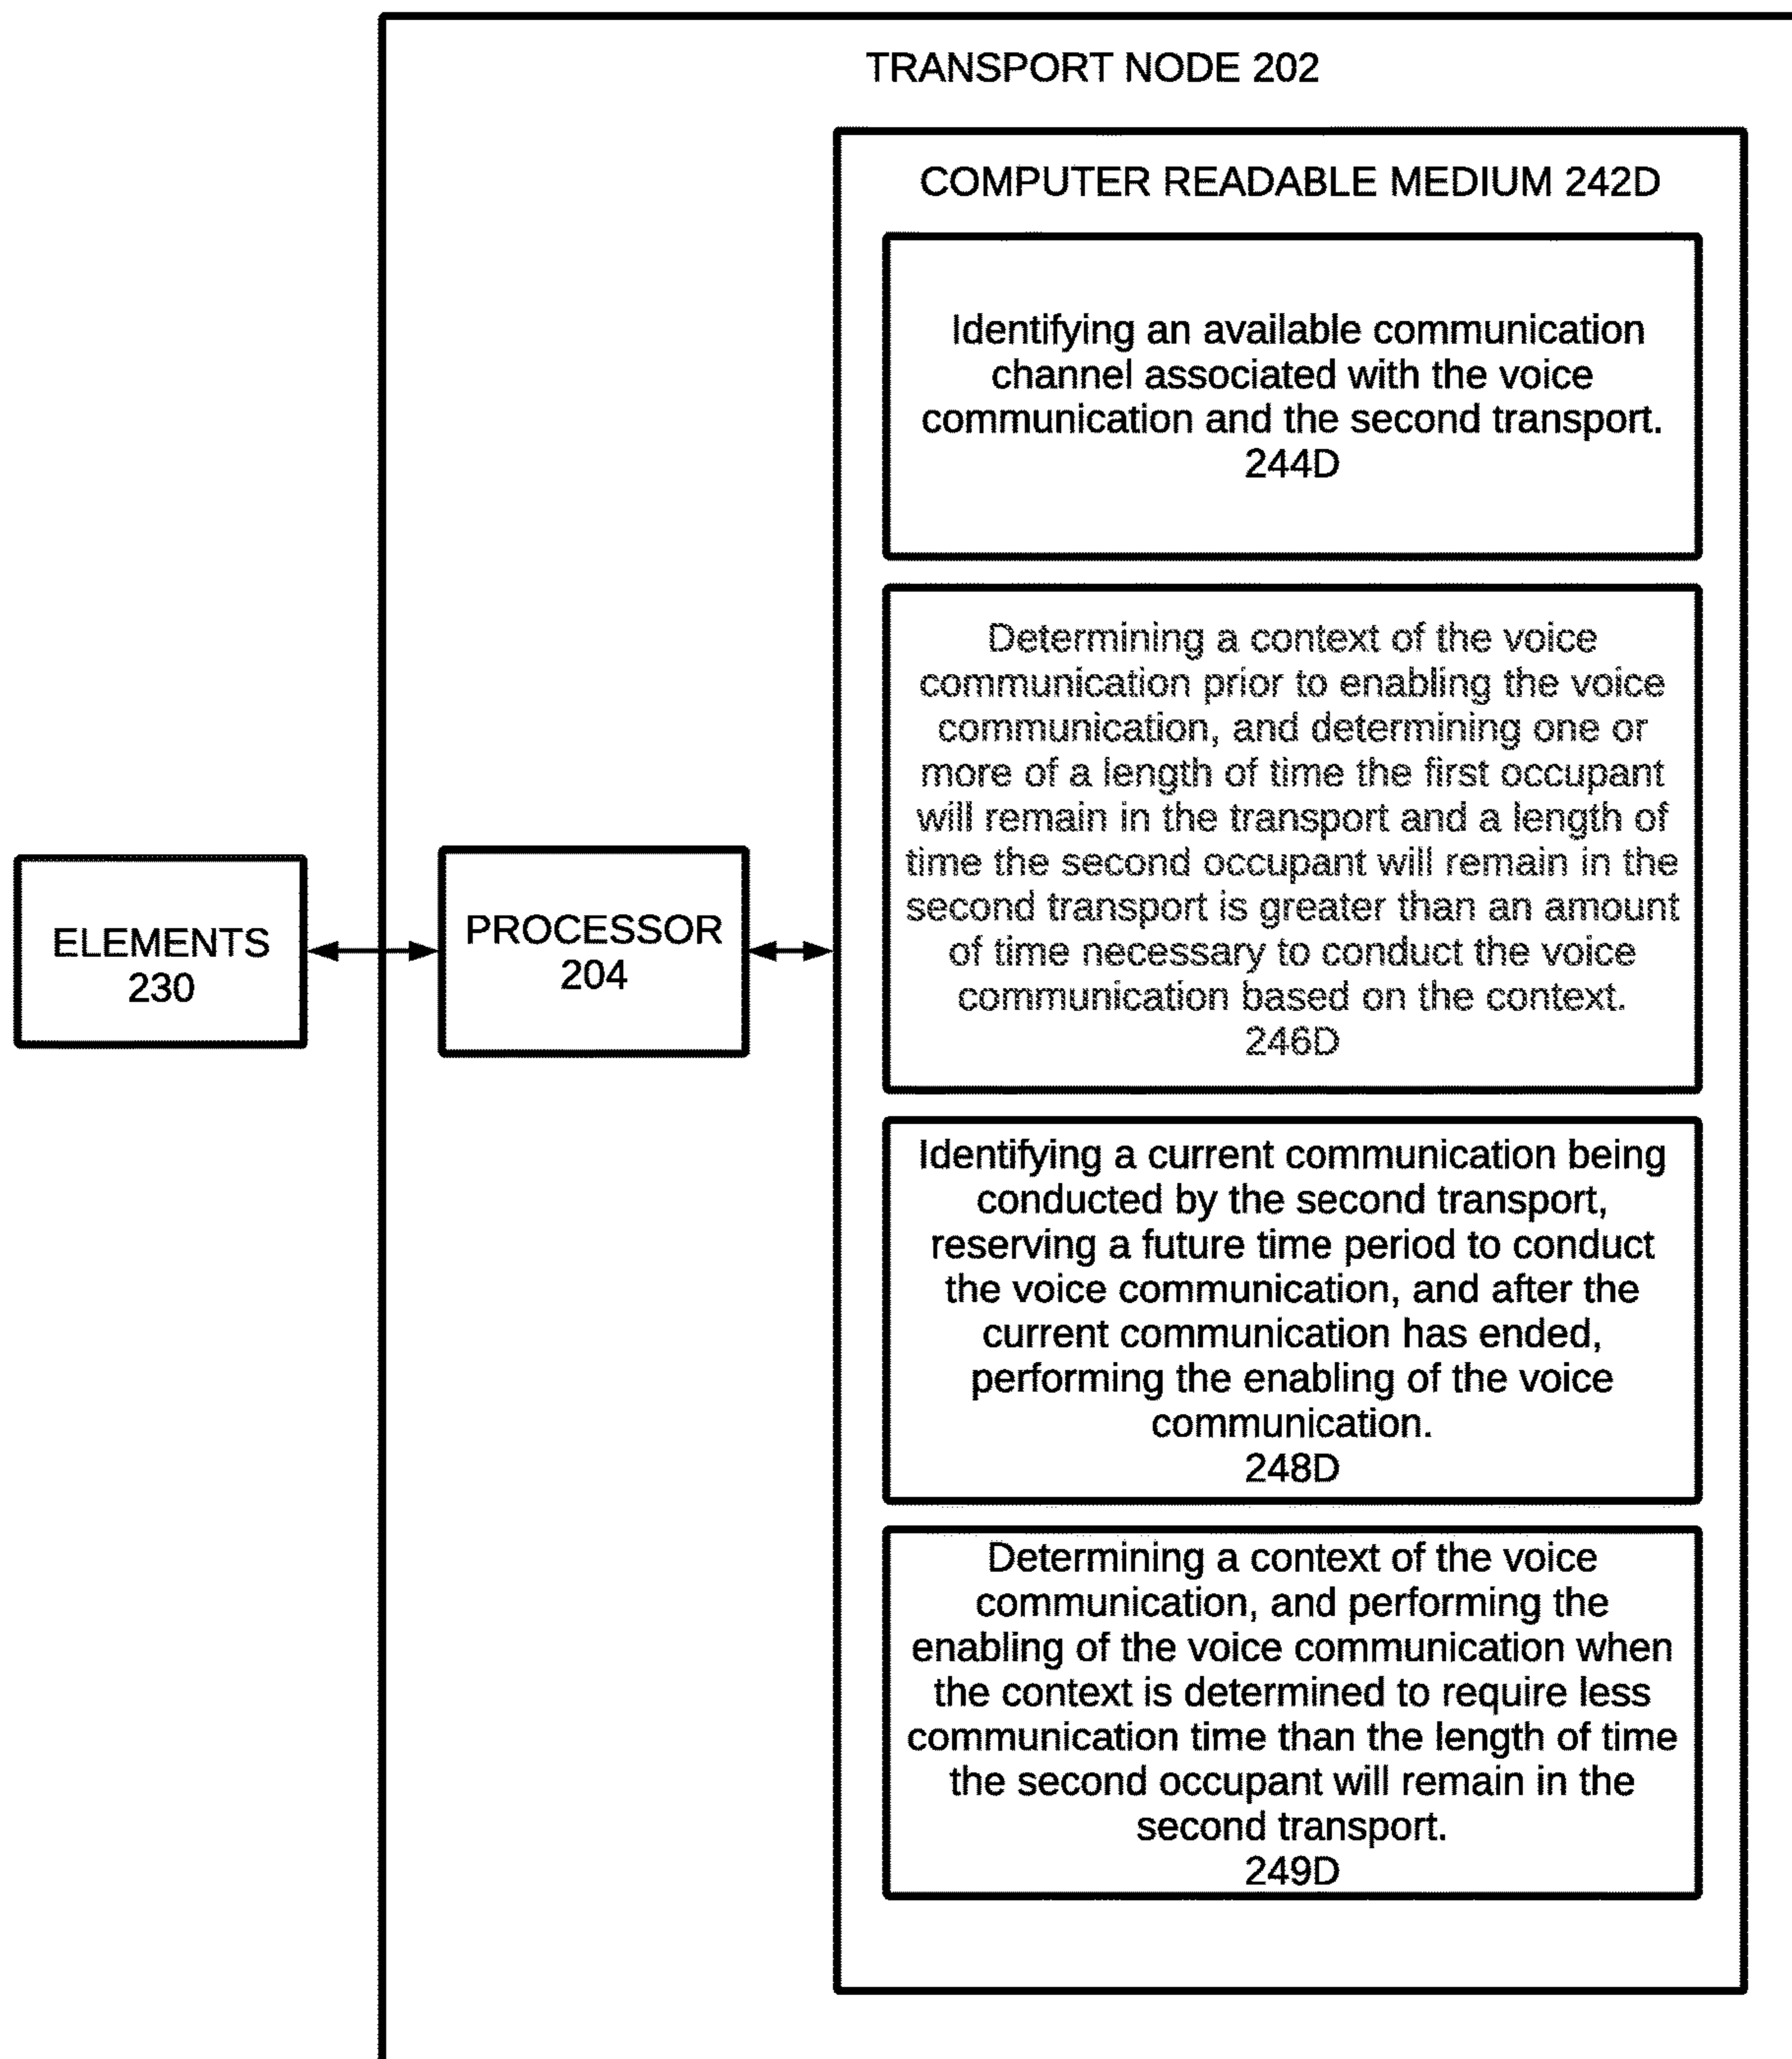 TRANSPORT NODE 202
COMPUTER READABLE MEDIUM 242D
Identifying an available communication
channel associated with the voice
communication and the second transport.
244D
Determining a context of the voice
communication prior to enabling the voice
communication, and determining one or
more of a length of time the first occupant
will remain in the transport and a length of
time the second occupant will remain in the
second transport is greater than an amount
of time necessary to conduct the voice
communication based on the context.
246D
ELEMENTS
230
PROCESSOR
204
Identifying a current communication being
conducted by the second transport,
reserving a future time period to conduct
the voice communication, and after the
current communication has ended,
performing the enabling of the voice
communication.
248D
Determining a context of the voice
communication, and performing the
enabling of the voice communication when
the context is determined to require less
communication time than the length of time
the second occupant will remain in the
second transport.
249D